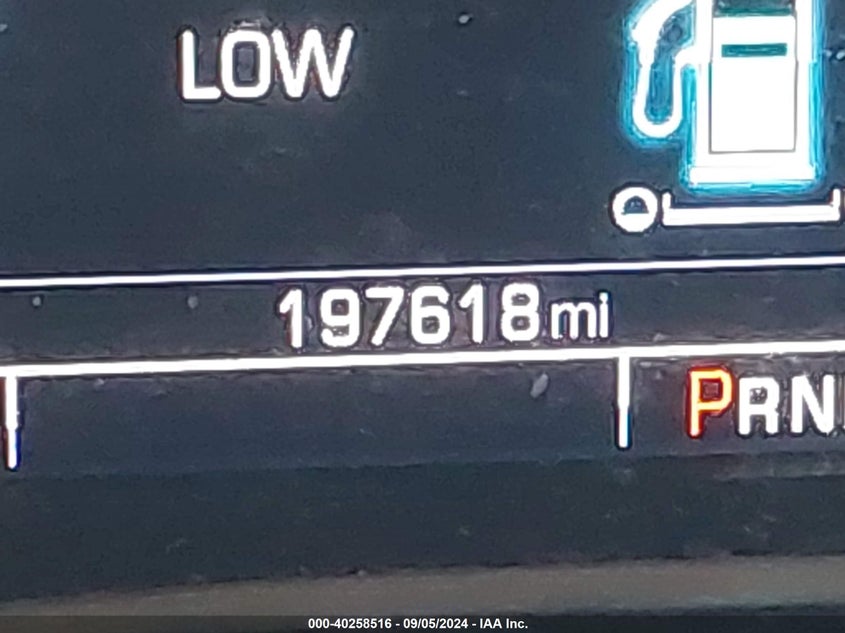 LOW
197618mi
PRN
000-40258516 - 09/05/2024 - IAA Inc.